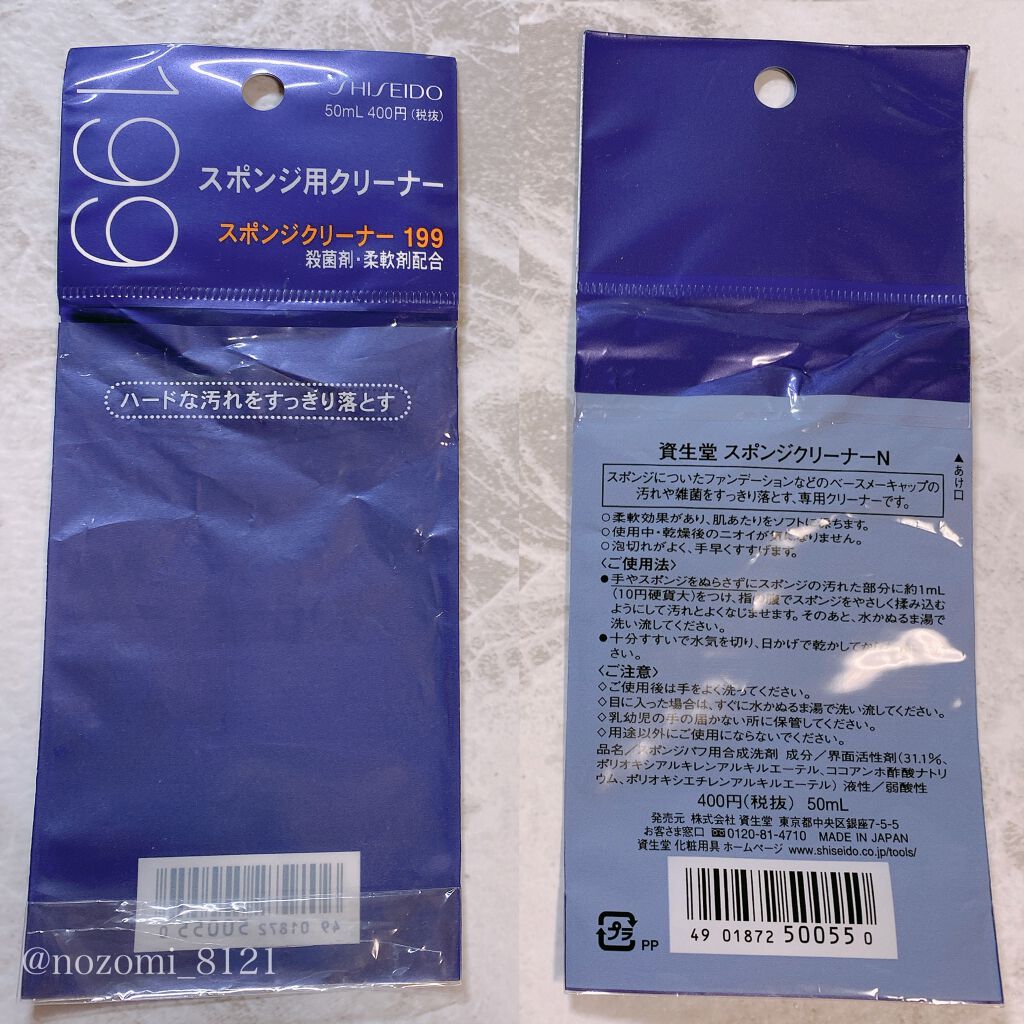 199
SHISEIDO
50mL 400円(税抜)
スポンジ用クリーナー
スポンジクリーナー 199
殺菌剤・柔軟剤配合
ハードな汚れをすっきり落とす
49 01872 50055 0
@nozomi_8121
資生堂 スポンジクリーナーN
▲あけ口
スポンジについたファンデーションなどのベースメーキャップの
汚れや雑菌をすっきり落とす、専用クリーナーです。
○柔軟効果があり、肌あたりをソフトに保ちます。
○使用中・乾燥後のニオイが気になりません。
○泡切れがよく、手早くすすげます。
〈ご使用法〉
●手やスポンジをぬらさずにスポンジの汚れた部分に約1mL
(10円硬貨大)をつけ、指の腹でスポンジをやさしく揉み込む
ようにして汚れとよくなじませます。そのあと、水かぬるま湯で
洗い流してください。
●十分すすいで水気を切り、日かげで乾かして
さい。
〈ご注意〉
◇ご使用後は手をよく洗ってください。
◇目に入った場合は、すぐに水かぬるま湯で洗い流してください。
◇乳幼児の手の届かない所に保管してください。
◇用途以外にご使用にならないでください。
品名/スポンジパフ用合成洗剤 成分/界面活性剤(31.1%、
ポリオキシアルキレンアルキルエーテル、ココアンホ酢酸ナトリ
ウム、ポリオキシエチレンアルキルエーテル) 液性/弱酸性
400円(税抜) 50mL
発売元 株式会社 資生堂 東京都中央区銀座7-5-5
お客さま窓口 0120-81-4710 MADE IN JAPAN
資生堂 化粧用具 ホームページ www.shiseido.co.jp/tools/
プラ PP
49 01872 50055 0